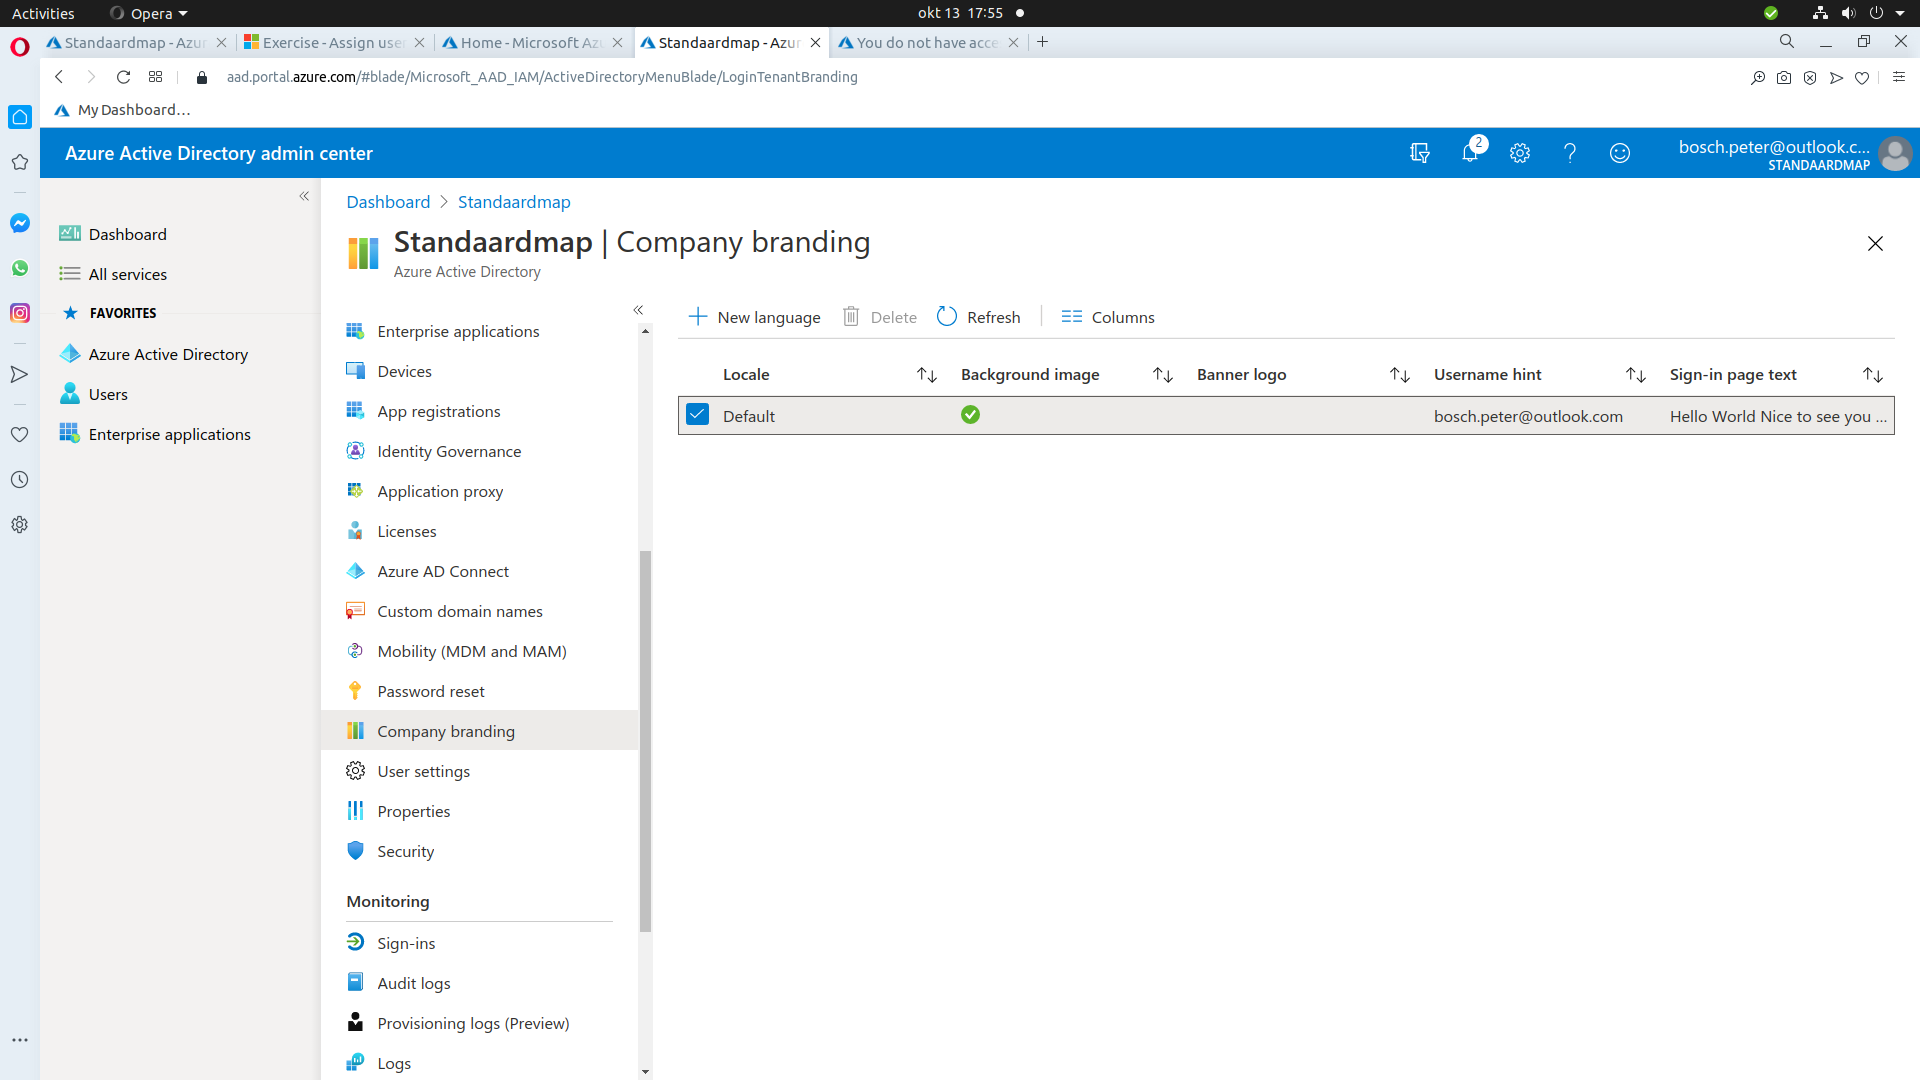 Activities
Opera
okt 13 17:55
Standaardmap - Azur
Exercise - Assign use
Home - Microsoft Az
Standaardmap - Azur
You do not have acce
aad.portal.azure.com/#blade/Microsoft_AAD_IAM/ActiveDirectoryMenuBlade/LoginTenantBranding
My Dashboard...
Azure Active Directory admin center
2
bosch.peter@outlook.c...
STANDAARDMAP
Dashboard
All services
FAVORITES
Azure Active Directory
Users
Enterprise applications
Dashboard > Standaardmap
Standaardmap | Company branding
Azure Active Directory
Enterprise applications
Devices
App registrations
Identity Governance
Application proxy
Licenses
Azure AD Connect
Custom domain names
Mobility (MDM and MAM)
Password reset
Company branding
User settings
Properties
Security
Monitoring
Sign-ins
Audit logs
Provisioning logs (Preview)
Logs
New language
Delete
Refresh
Columns
Locale
Background image
Banner logo
Username hint
Sign-in page text
Default
bosch.peter@outlook.com
Hello World Nice to see you ...